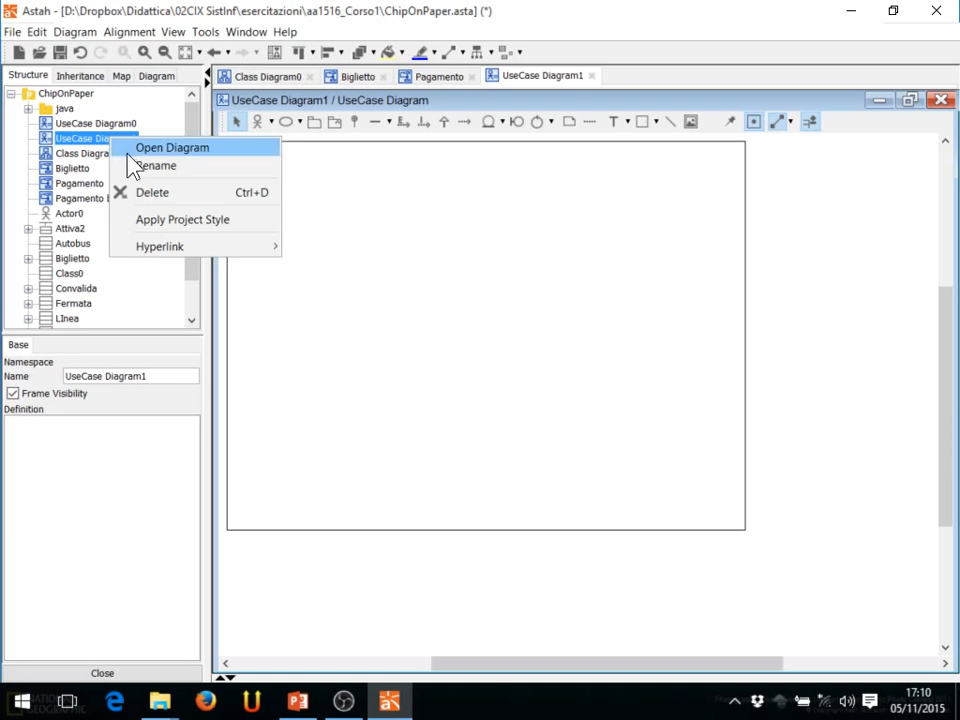 Astah - [D:\Dropbox\Didattica\02CIX SistInf\esercitazioni\aa1516_Corso1\ChipOnPaper.asta] (*)
File Edit Diagram Alignment View Tools Window Help
Structure Inheritance Map Diagram
Class Diagram0 Biglietto Pagamento UseCase Diagram1
UseCase Diagram1 / UseCase Diagram
ChipOnPaper
java
UseCase Diagram0
UseCase Dia
Class Diagra
Biglietto
Pagamento
Pagamento
Actor0
Attiva2
Autobus
Biglietto
Class0
Convalida
Fermata
LInea
Open Diagram
ename
Delete Ctrl+D
Apply Project Style
Hyperlink
T
Base
Namespace
Name UseCase Diagram1
Frame Visibility
Definition
Close
17:10
05/11/2015